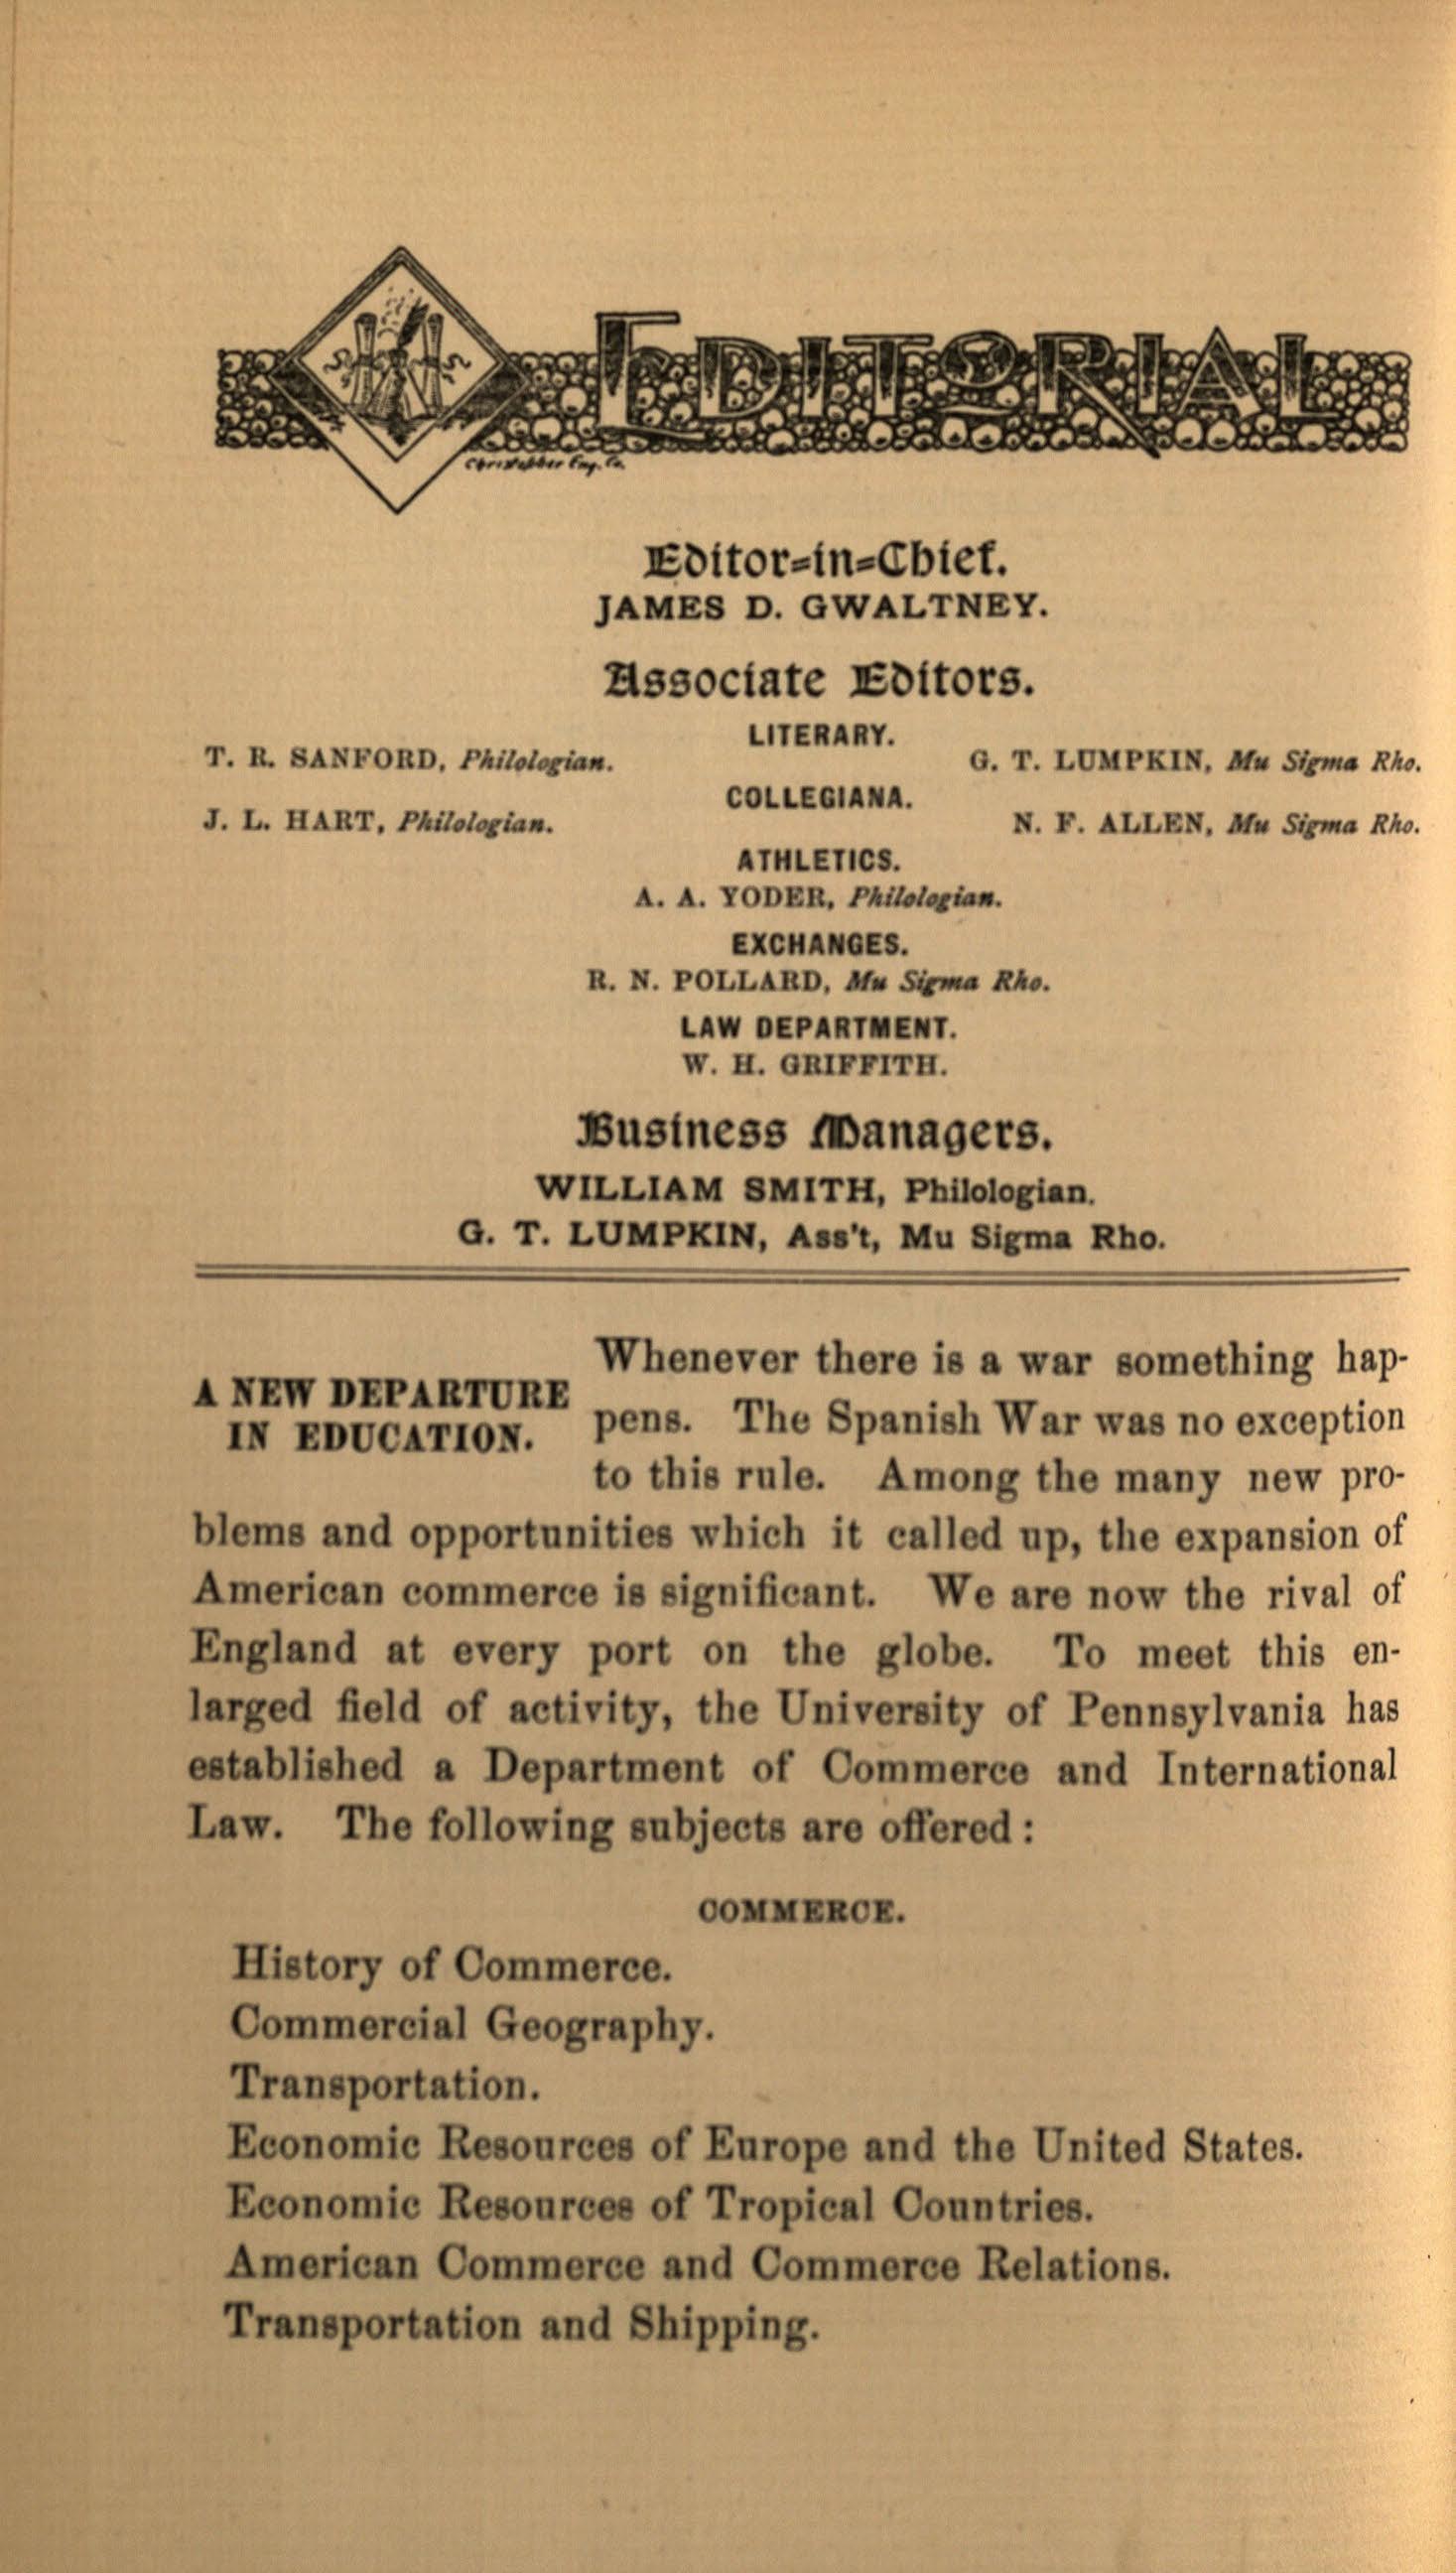 EDITORIAL
Christopher Eng. Co.
Editor-in-Chief.
JAMES D. GWALTNEY.
Associate Editors.
LITERARY.
T. R. SANFORD, Philologian. G. T. LUMPKIN, Mu Sigma Rho.
COLLEGIANA.
J. L. HART, Philologian. N. F. ALLEN, Mu Sigma Rho.
ATHLETICS.
A. A. YODER, Philologian.
EXCHANGES.
R. N. POLLARD, Mu Sigma Rho.
LAW DEPARTMENT.
W. H. GRIFFITH.
Business Managers.
WILLIAM SMITH, Philologian.
G. T. LUMPKIN, Ass't, Mu Sigma Rho.
A NEW DEPARTURE
IN EDUCATION.
Whenever there is a war something hap-
pens. The Spanish War was no exception
to this rule. Among the many new pro-
blems and opportunities which it called up, the expansion of
American commerce is significant. We are now the rival of
England at every port on the globe. To meet this en-
larged field of activity, the University of Pennsylvania has
established a Department of Commerce and International
Law. The following subjects are offered:
COMMERCE.
History of Commerce.
Commercial Geography.
Transportation.
Economic Resources of Europe and the United States.
Economic Resources of Tropical Countries.
American Commerce and Commerce Relations.
Transportation and Shipping.